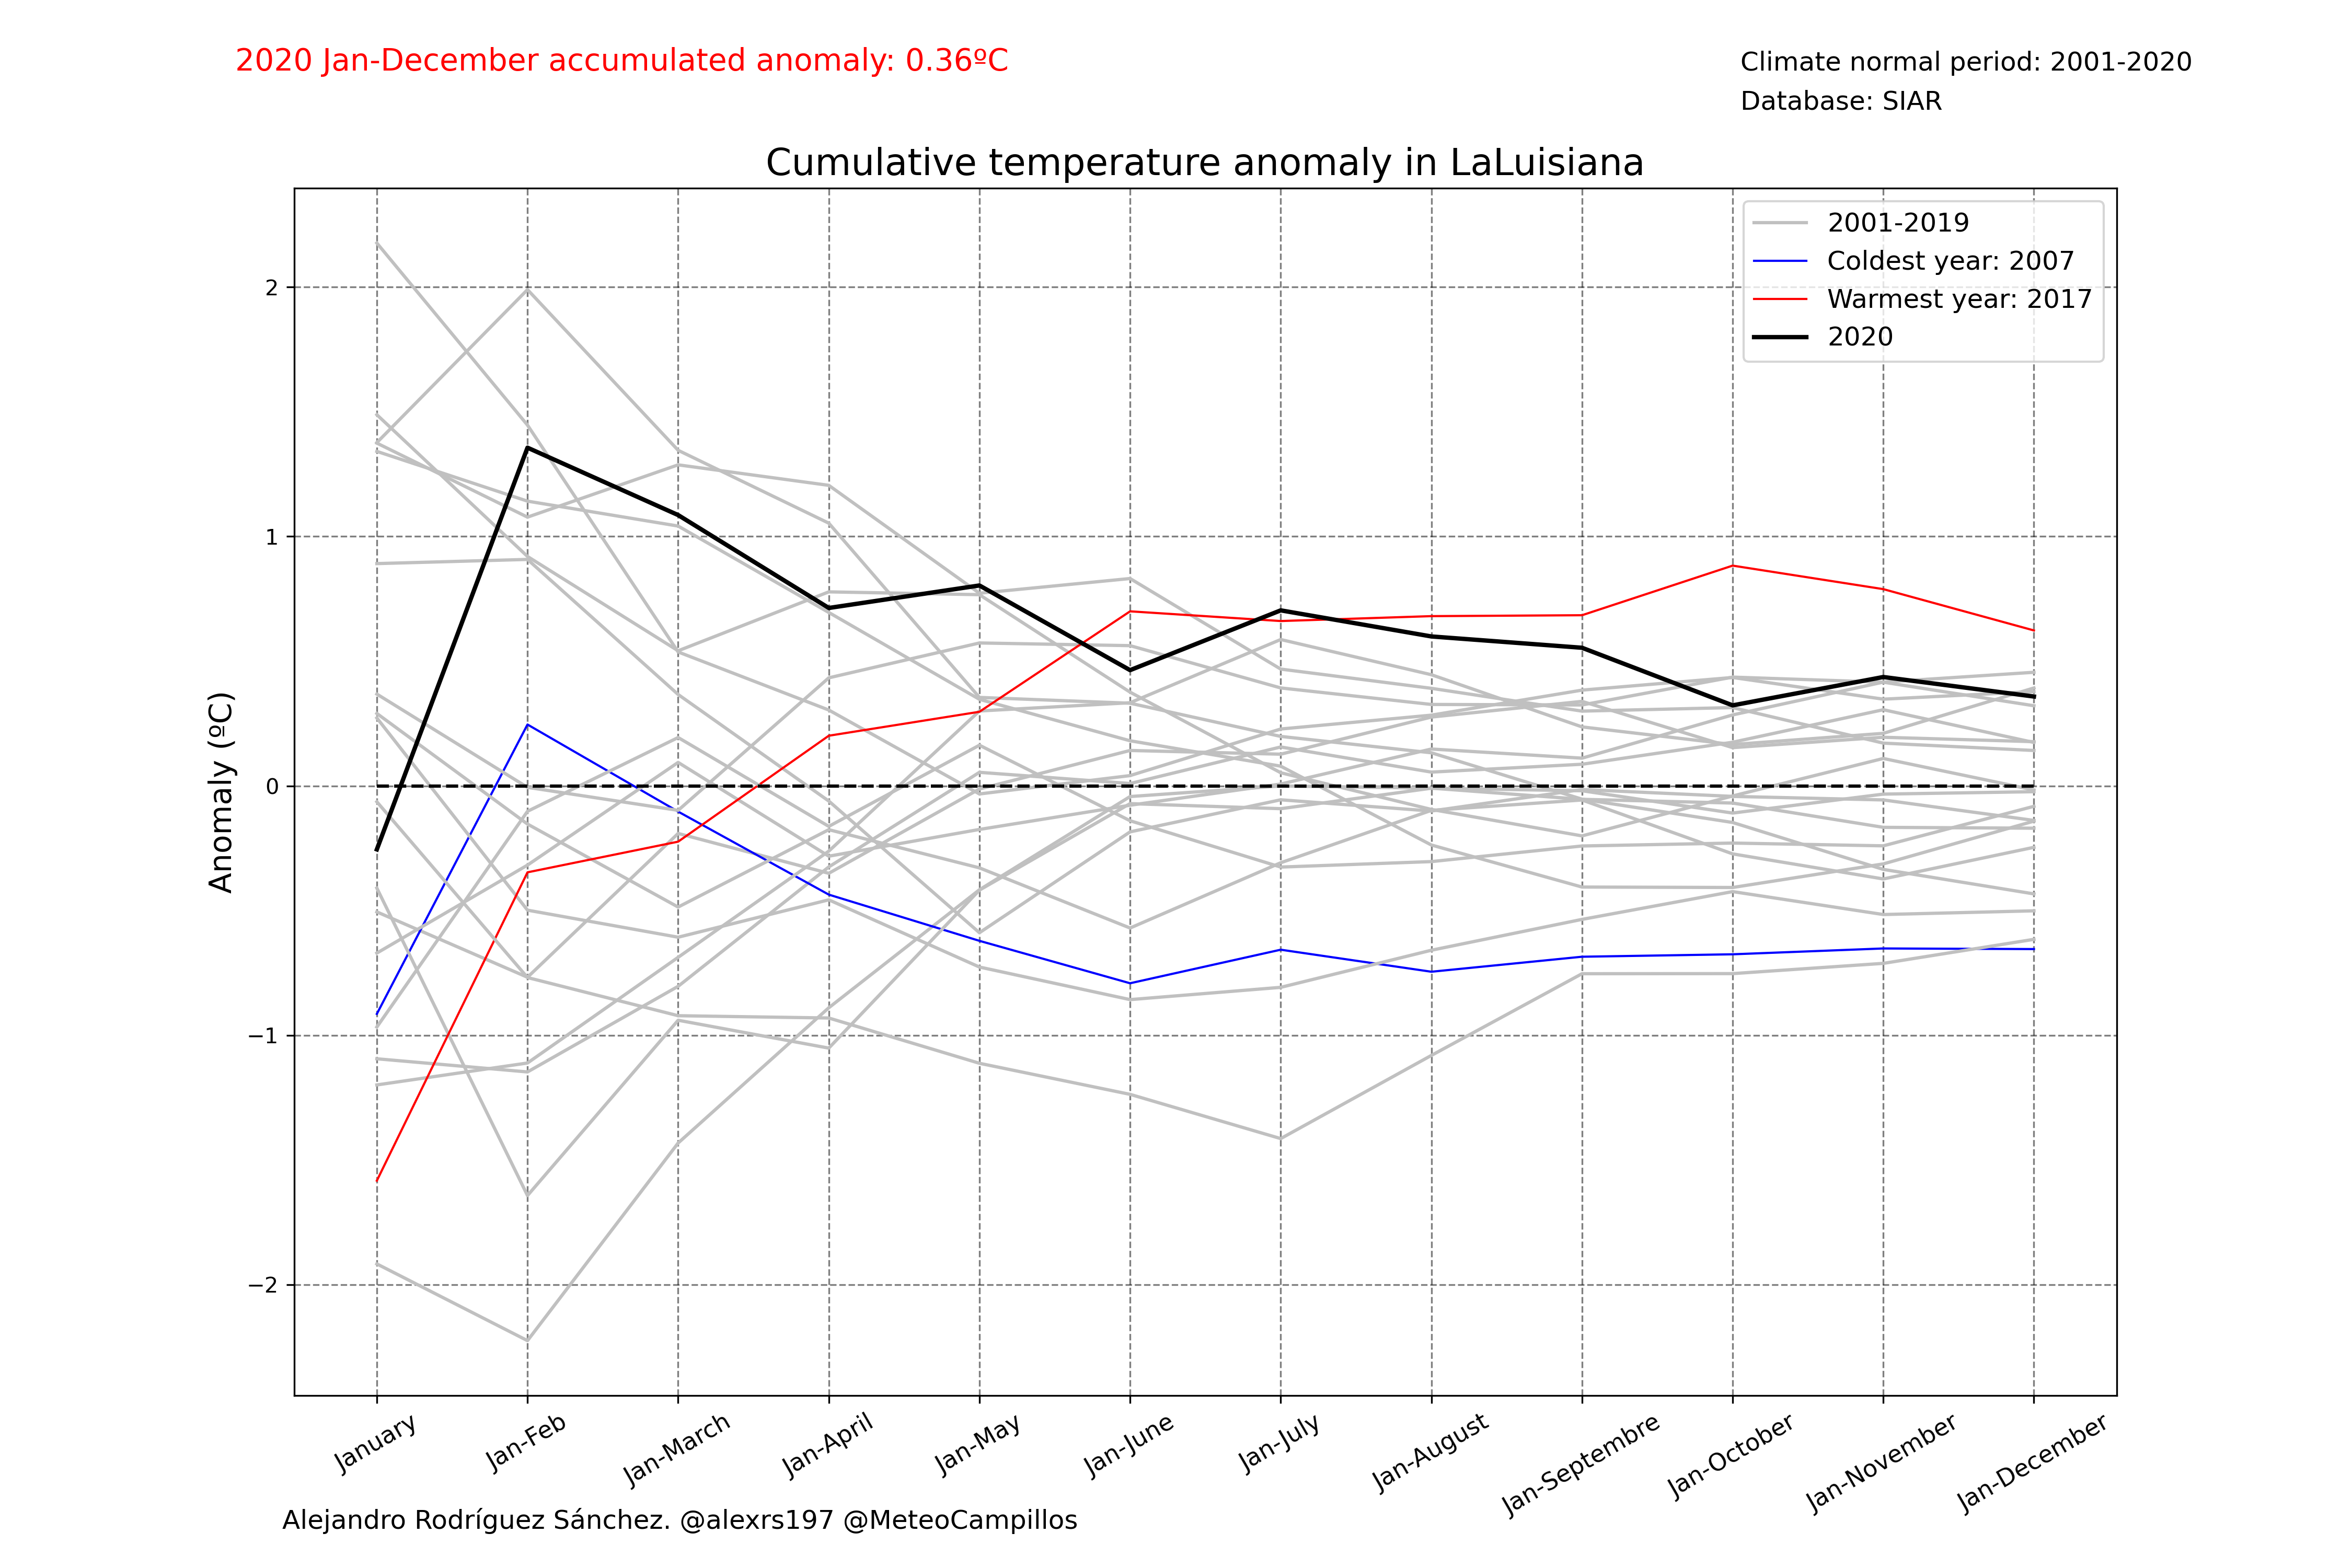 2020 Jan-December accumulated anomaly: 0.36ºC
Climate normal period: 2001-2020
Database: SIAR
Cumulative temperature anomaly in LaLuisiana
2001-2019
Coldest year: 2007
Warmest year: 2017
2020
Anomaly (ºC)
2
1
0
−1
−2
January
Jan-Feb
Jan-March
Jan-April
Jan-May
Jan-June
Jan-July
Jan-August
Jan-Septembre
Jan-October
Jan-November
Jan-December
Alejandro Rodríguez Sánchez. @alexrs197 @MeteoCampillos